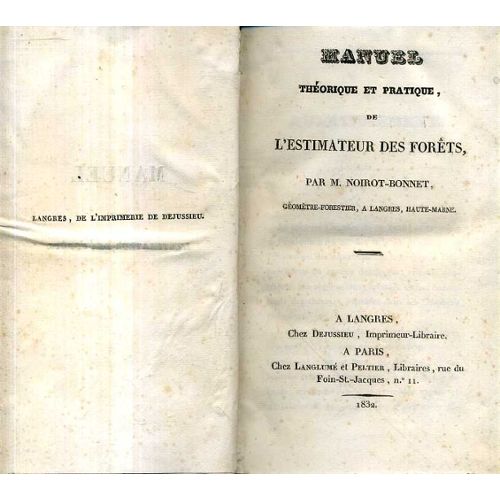 LANGRES, DE L'IMPRIMERIE DE DEJUSSIEU.
MANUEL
THÉORIQUE ET PRATIQUE,
DE
L'ESTIMATEUR DES FORÊTS,
PAR M. NOIROT-BONNET,
GÉOMÈTRE-FORESTIER, A LANGRES, HAUTE-MARNE.
A LANGRES,
Chez DEJUSSIEU, Imprimeur-Libraire.
A PARIS,
Chez LANGLUMÉ et PELTIER, Libraires, rue du
Foin-St.-Jacques, n.º 11.
1832.